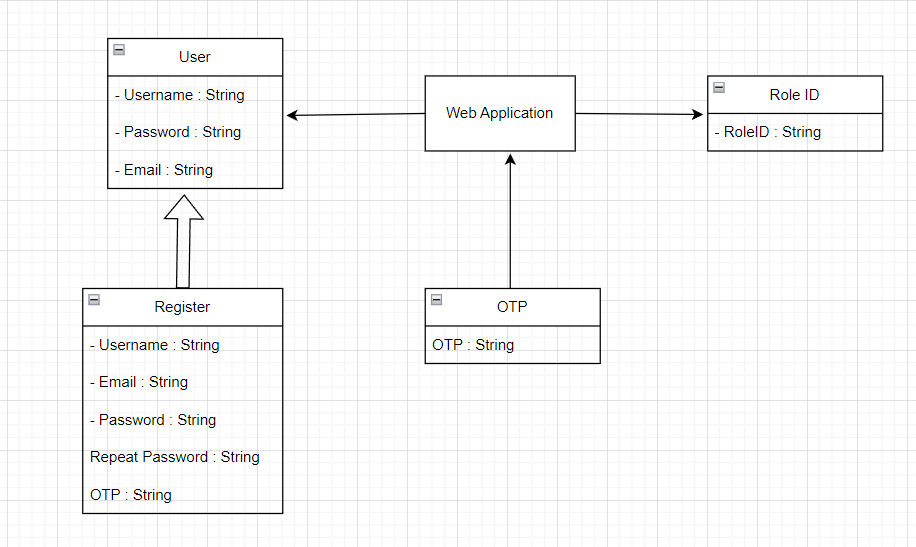 User
- Username : String
- Password : String
- Email : String
Web Application
Role ID
- RoleID : String
Register
- Username : String
- Email : String
- Password : String
Repeat Password : String
OTP : String
OTP
OTP : String